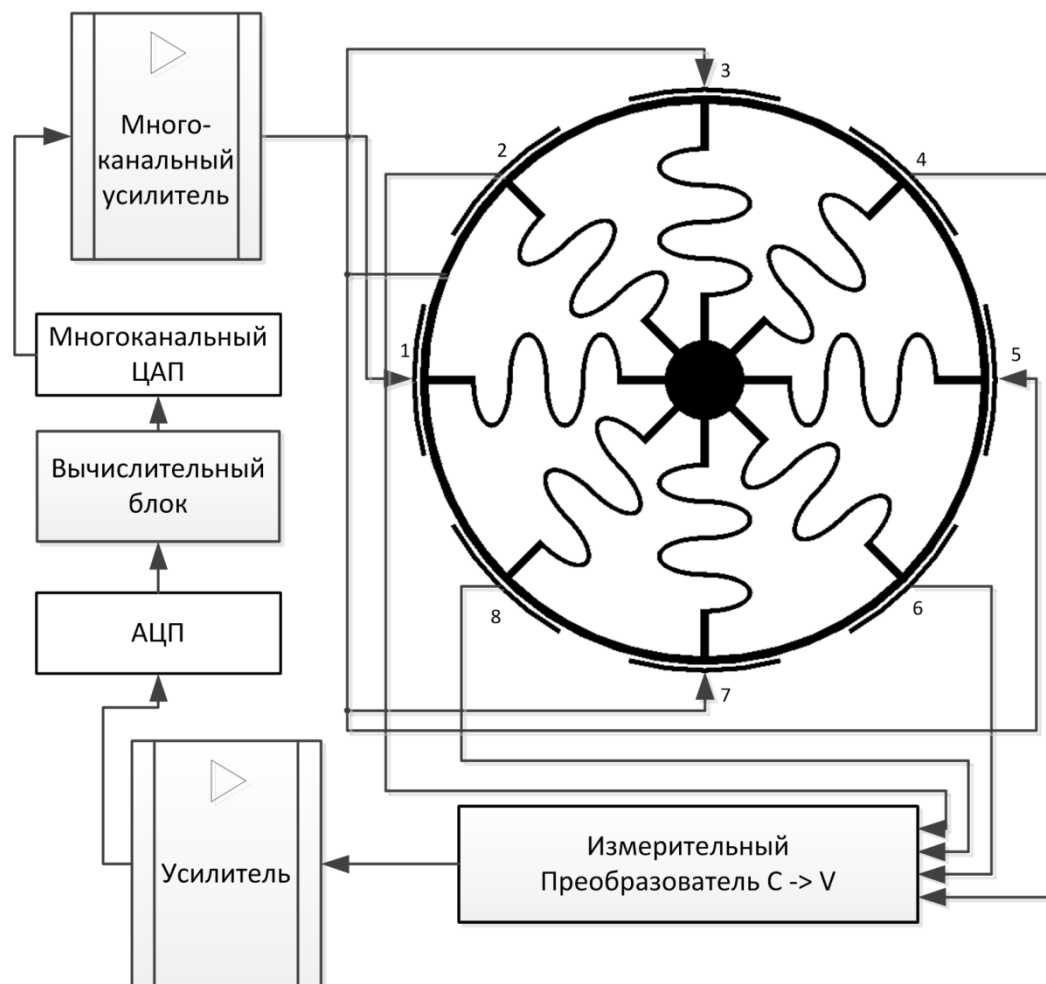 Много-
канальный
усилитель
Многоканальный
ЦАП
Вычислительный
блок
АЦП
Усилитель
Измерительный
Преобразователь C -> V
1
2
3
4
5
6
7
8